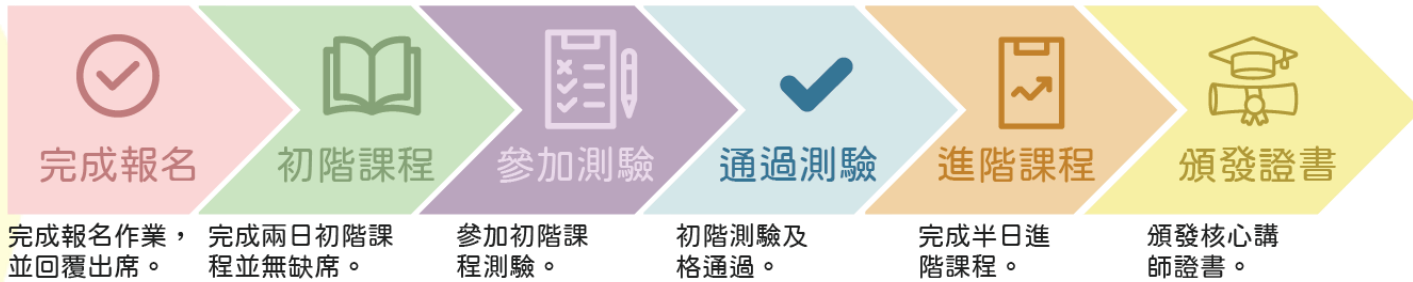 完成報名
初階課程
參加測驗
通過測驗
進階課程
頒發證書
完成報名作業，
並回覆出席。
完成兩日初階課
程並無缺席。
參加初階課
程測驗。
初階測驗及
格通過。
完成半日進
階課程。
頒發核心講
師證書。